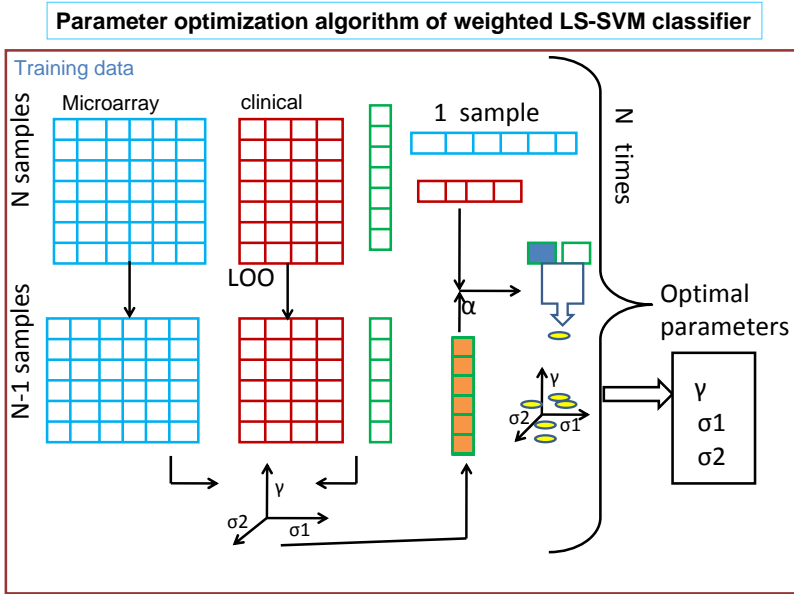 Parameter optimization algorithm of weighted LS-SVM classifier
Training data
Microarray
clinical
1 sample
N samples
N times
LOO
α
N-1 samples
Optimal
parameters
γ
σ2
σ1
γ
σ1
σ2
γ
σ2
σ1